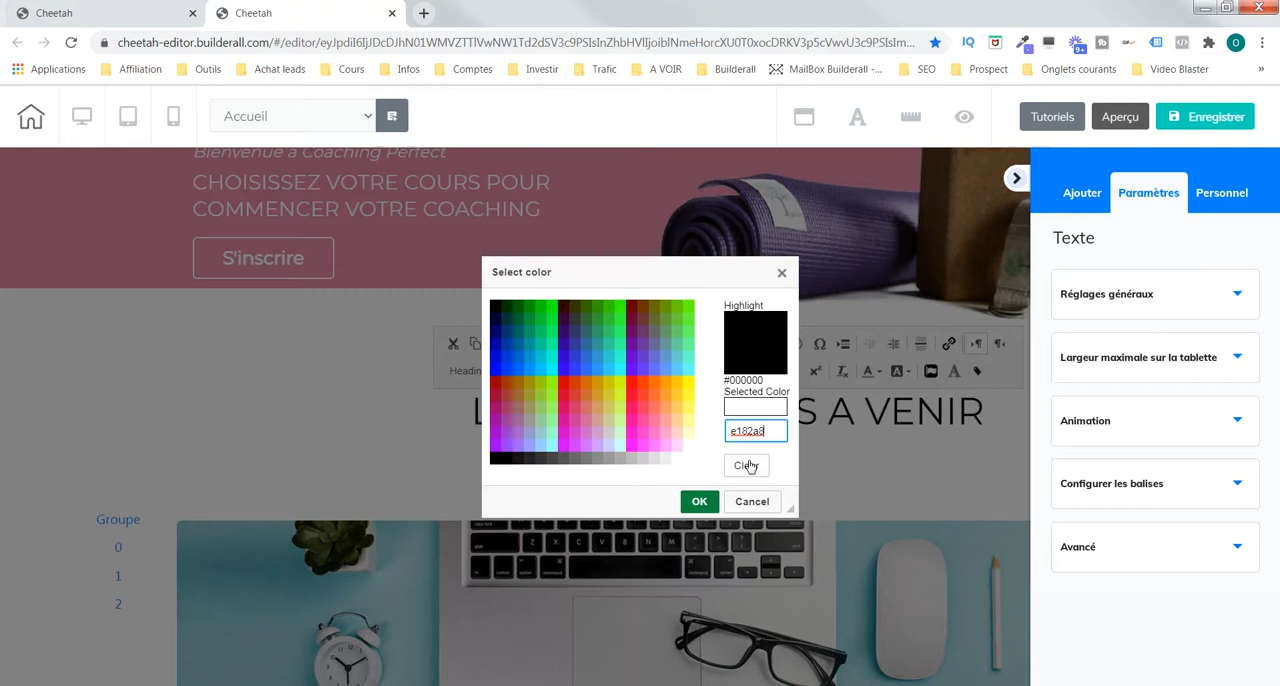 Cheetah
Cheetah
cheetah-editor.builderall.com/#/editor/eyJpdiI6IjJDcDJhN01WMVZTTlVwNW1Td2JSV3c9PSIsInZhbHVlIjoiblNmeHorcXU0T0xocDRKV3p5cVwvU3c9PSIsIm...
9+
O
Applications
Affiliation
Outils
Achat leads
Cours
Infos
Comptes
Investir
Trafic
A VOIR
Builderall
MailBox Builderall -...
SEO
Prospect
Onglets courants
Video Blaster
»
Accueil
Tutoriels
Aperçu
Enregistrer
Bienvenue à Coaching Perfect
CHOISISSEZ VOTRE COURS POUR
COMMENCER VOTRE COACHING
S'inscrire
Ajouter
Paramètres
Personnel
Texte
Réglages généraux
Largeur maximale sur la tablette
Animation
Configurer les balises
Avancé
Select color
Highlight
#000000
Selected Color
e182a8
OK
Cancel
Headin
S A VENIR
Groupe
0
1
2